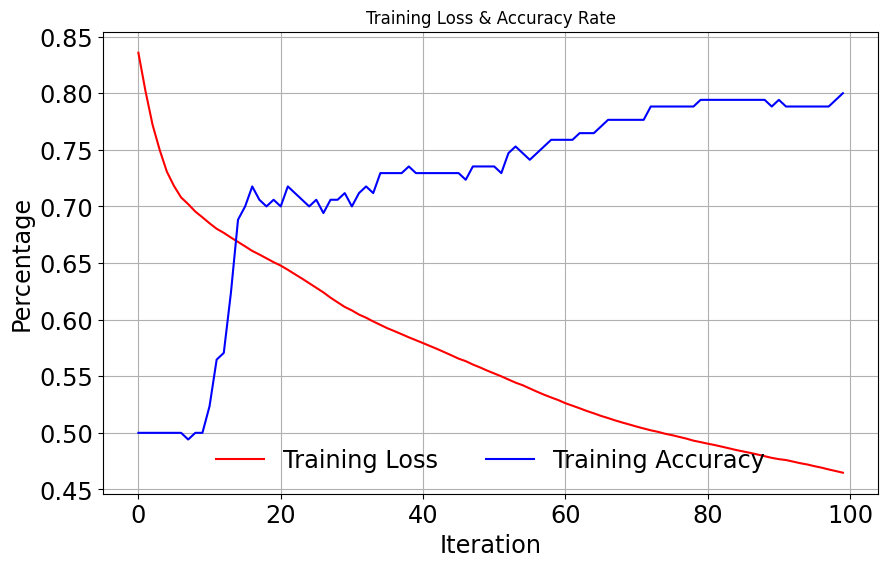 Training Loss & Accuracy Rate
0.85
0.80
0.75
0.70
0.65
0.60
0.55
0.50
0.45
Percentage
Training Loss
Training Accuracy
0 20 40 60 80 100
Iteration